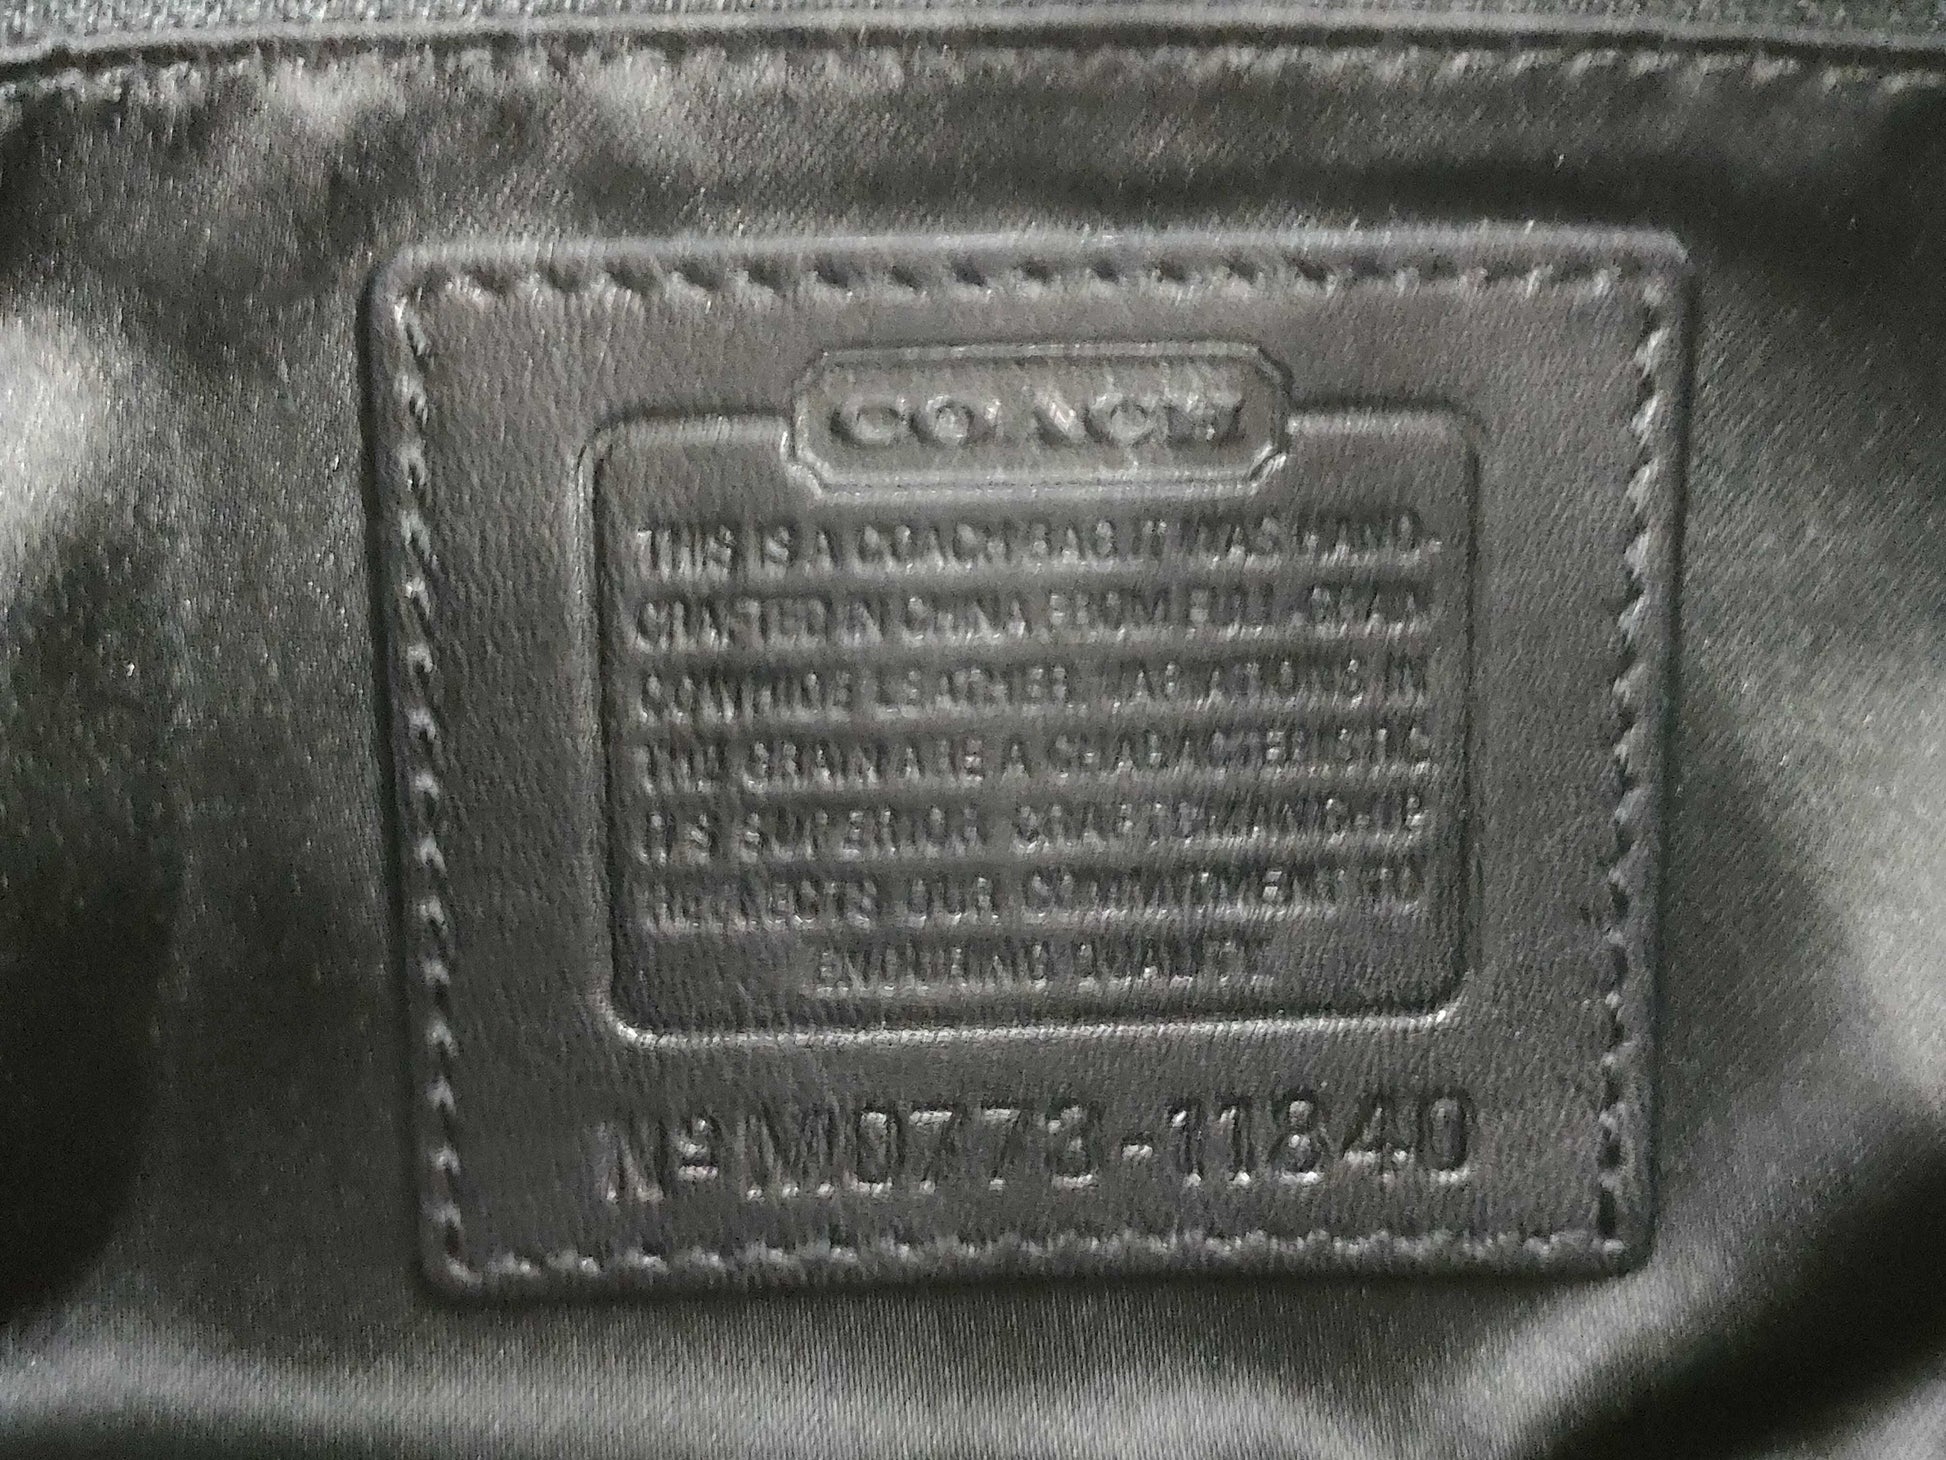 COACH
THIS IS A COACH BAG. IT WAS HAND-
CRAFTED IN CHINA FROM FULL-GRAIN
COWHIDE LEATHER. VARIATIONS IN
THE GRAIN ARE A CHARACTERISTIC
OF ITS SUPERIOR CRAFTSMANSHIP
REFLECTS OUR COMMITMENT TO
ENDURING QUALITY.
Nº M0773-11840